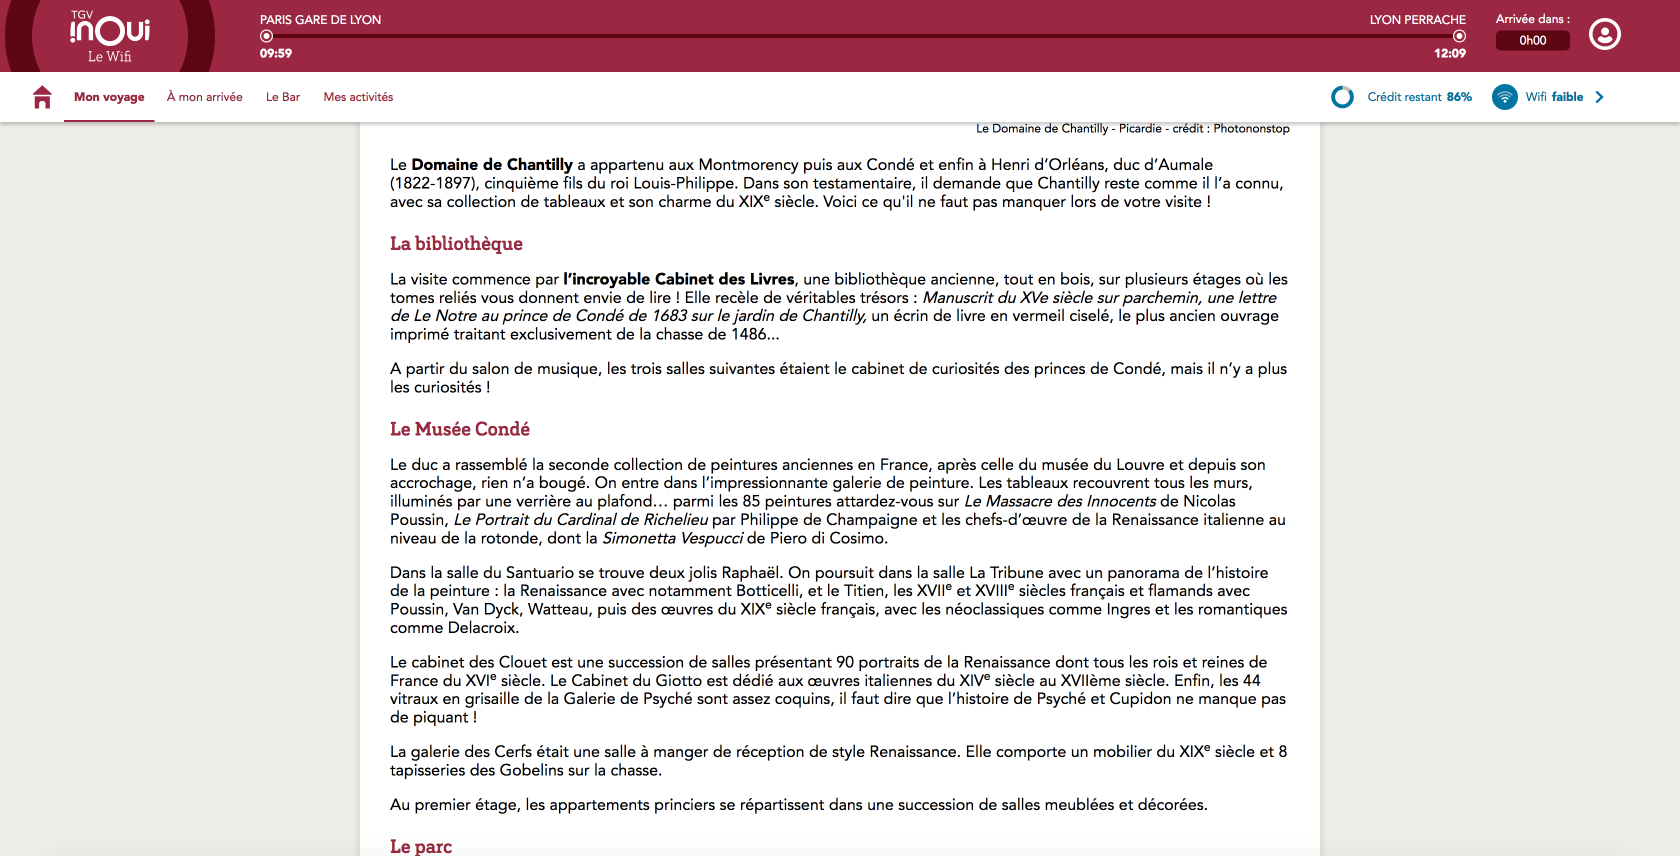 TGV
inOui
Le Wifi
PARIS GARE DE LYON
LYON PERRACHE
09:59
12:09
Arrivée dans :
0h00
Mon voyage
À mon arrivée
Le Bar
Mes activités
Crédit restant 86%
Wifi faible
Le Domaine de Chantilly - Picardie - crédit : Photononstop
Le Domaine de Chantilly a appartenu aux Montmorency puis aux Condé et enfin à Henri d’Orléans, duc d’Aumale
(1822-1897), cinquième fils du roi Louis-Philippe. Dans son testamentaire, il demande que Chantilly reste comme il l’a connu,
avec sa collection de tableaux et son charme du XIXe siècle. Voici ce qu'il ne faut pas manquer lors de votre visite !
La bibliothèque
La visite commence par l’incroyable Cabinet des Livres, une bibliothèque ancienne, tout en bois, sur plusieurs étages où les
tomes reliés vous donnent envie de lire ! Elle recèle de véritables trésors : Manuscrit du XVe siècle sur parchemin, une lettre
de Le Notre au prince de Condé de 1683 sur le jardin de Chantilly, un écrin de livre en vermeil ciselé, le plus ancien ouvrage
imprimé traitant exclusivement de la chasse de 1486...
A partir du salon de musique, les trois salles suivantes étaient le cabinet de curiosités des princes de Condé, mais il n’y a plus
les curiosités !
Le Musée Condé
Le duc a rassemblé la seconde collection de peintures anciennes en France, après celle du musée du Louvre et depuis son
accrochage, rien n’a bougé. On entre dans l’impressionnante galerie de peinture. Les tableaux recouvrent tous les murs,
illuminés par une verrière au plafond… parmi les 85 peintures attardez-vous sur Le Massacre des Innocents de Nicolas
Poussin, Le Portrait du Cardinal de Richelieu par Philippe de Champaigne et les chefs-d’œuvre de la Renaissance italienne au
niveau de la rotonde, dont la Simonetta Vespucci de Piero di Cosimo.
Dans la salle du Santuario se trouve deux jolis Raphaël. On poursuit dans la salle La Tribune avec un panorama de l’histoire
de la peinture : la Renaissance avec notamment Botticelli, et le Titien, les XVIIe et XVIIIe siècles français et flamands avec
Poussin, Van Dyck, Watteau, puis des œuvres du XIXe siècle français, avec les néoclassiques comme Ingres et les romantiques
comme Delacroix.
Le cabinet des Clouet est une succession de salles présentant 90 portraits de la Renaissance dont tous les rois et reines de
France du XVIe siècle. Le Cabinet du Giotto est dédié aux œuvres italiennes du XIVe siècle au XVIIème siècle. Enfin, les 44
vitraux en grisaille de la Galerie de Psyché sont assez coquins, il faut dire que l’histoire de Psyché et Cupidon ne manque pas
de piquant !
La galerie des Cerfs était une salle à manger de réception de style Renaissance. Elle comporte un mobilier du XIXe siècle et 8
tapisseries des Gobelins sur la chasse.
Au premier étage, les appartements princiers se répartissent dans une succession de salles meublées et décorées.
Le parc